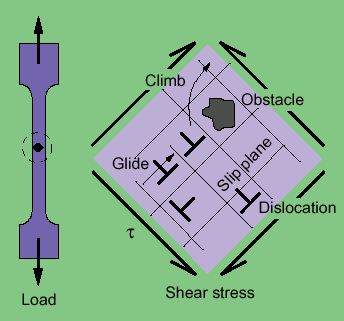 Climb
Obstacle
Glide
Slip plane
Dislocation
τ
Load
Shear stress